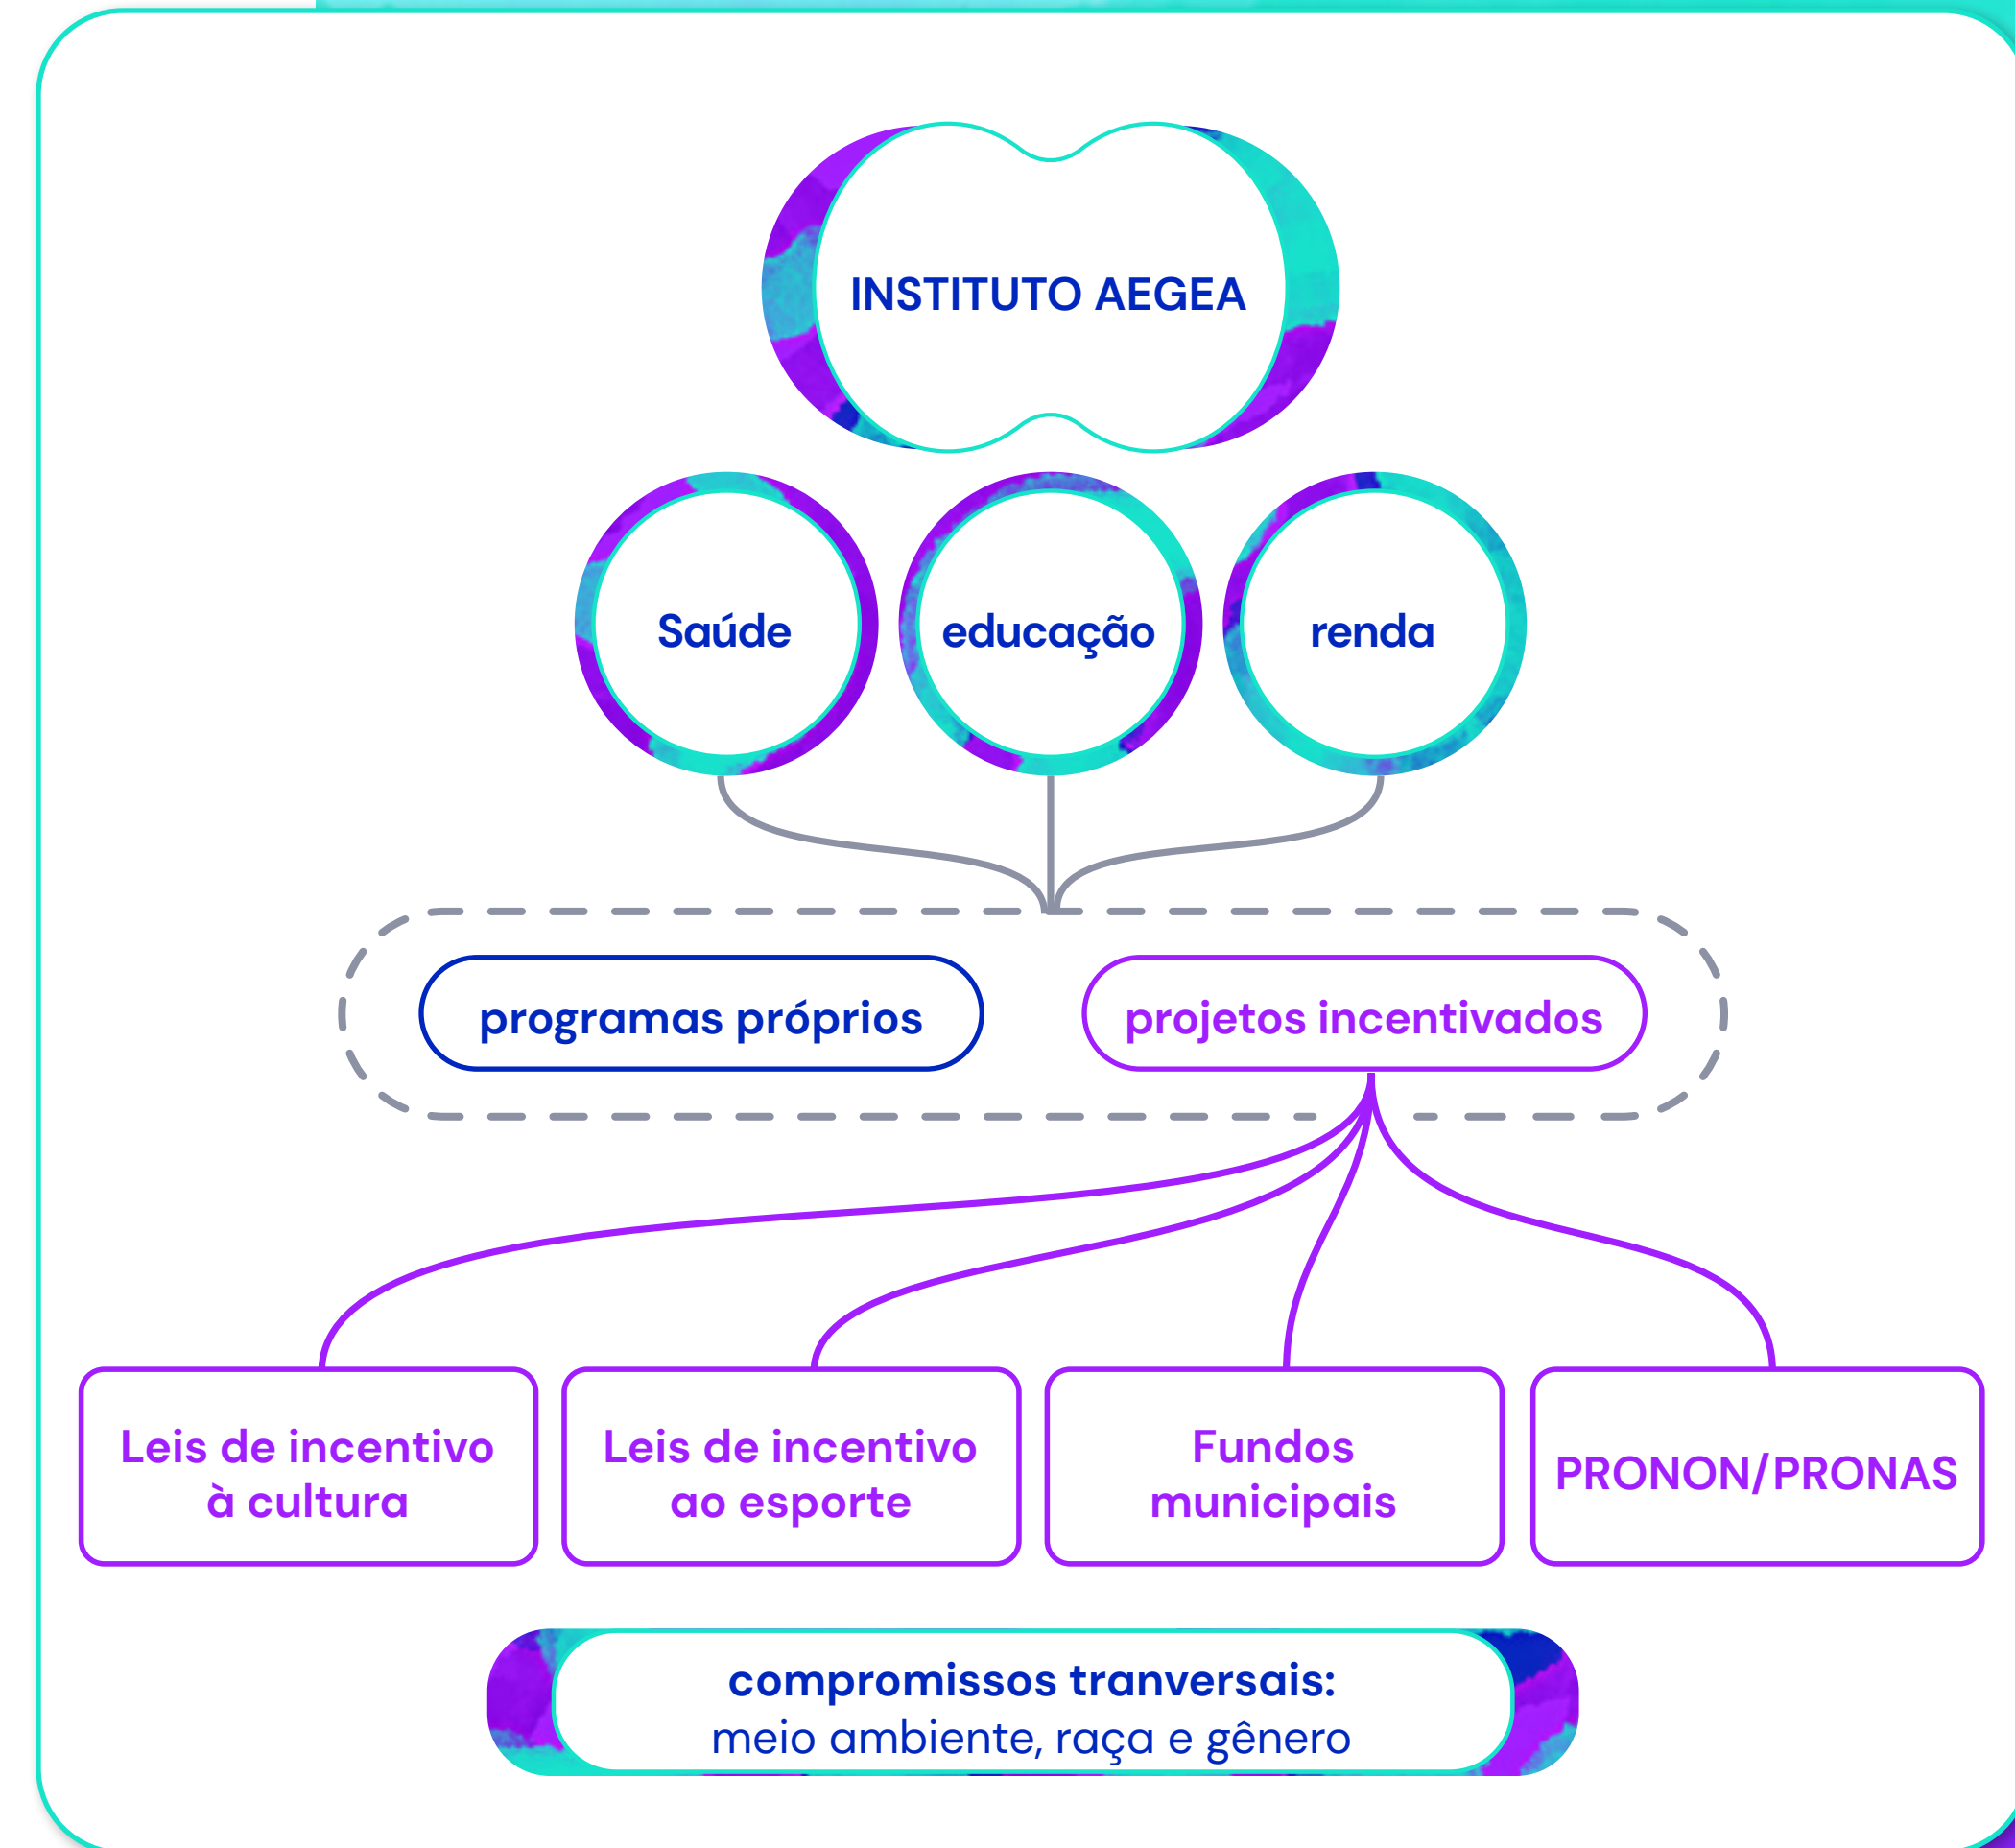 INSTITUTO AEGEA
Saúde
educação
renda
programas próprios
projetos incentivados
Leis de incentivo
à cultura
Leis de incentivo
ao esporte
Fundos
municipais
PRONON/PRONAS
compromissos tranversais:
meio ambiente, raça e gênero